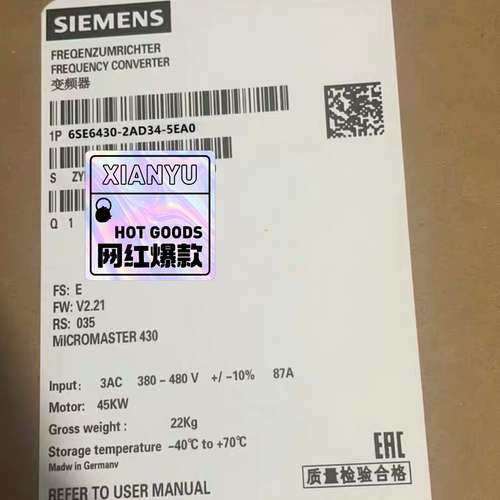 SIEMENS
FREQENZUMRICHTER
FREQUENCY CONVERTER
变频器
1P 6SE6430-2AD34-5EA0
S ZY
XIANYU
HOT GOODS
网红爆款
Q 1
FS: E
FW: V2.21
RS: 035
MICROMASTER 430
Input: 3AC 380-480 V +/-10% 87A
Motor: 45KW
Gross weight: 22Kg
Storage temperature -40℃ to +70℃
Madw in Germanv
EAC
质量检验合格
REFER TO USER MANUAL